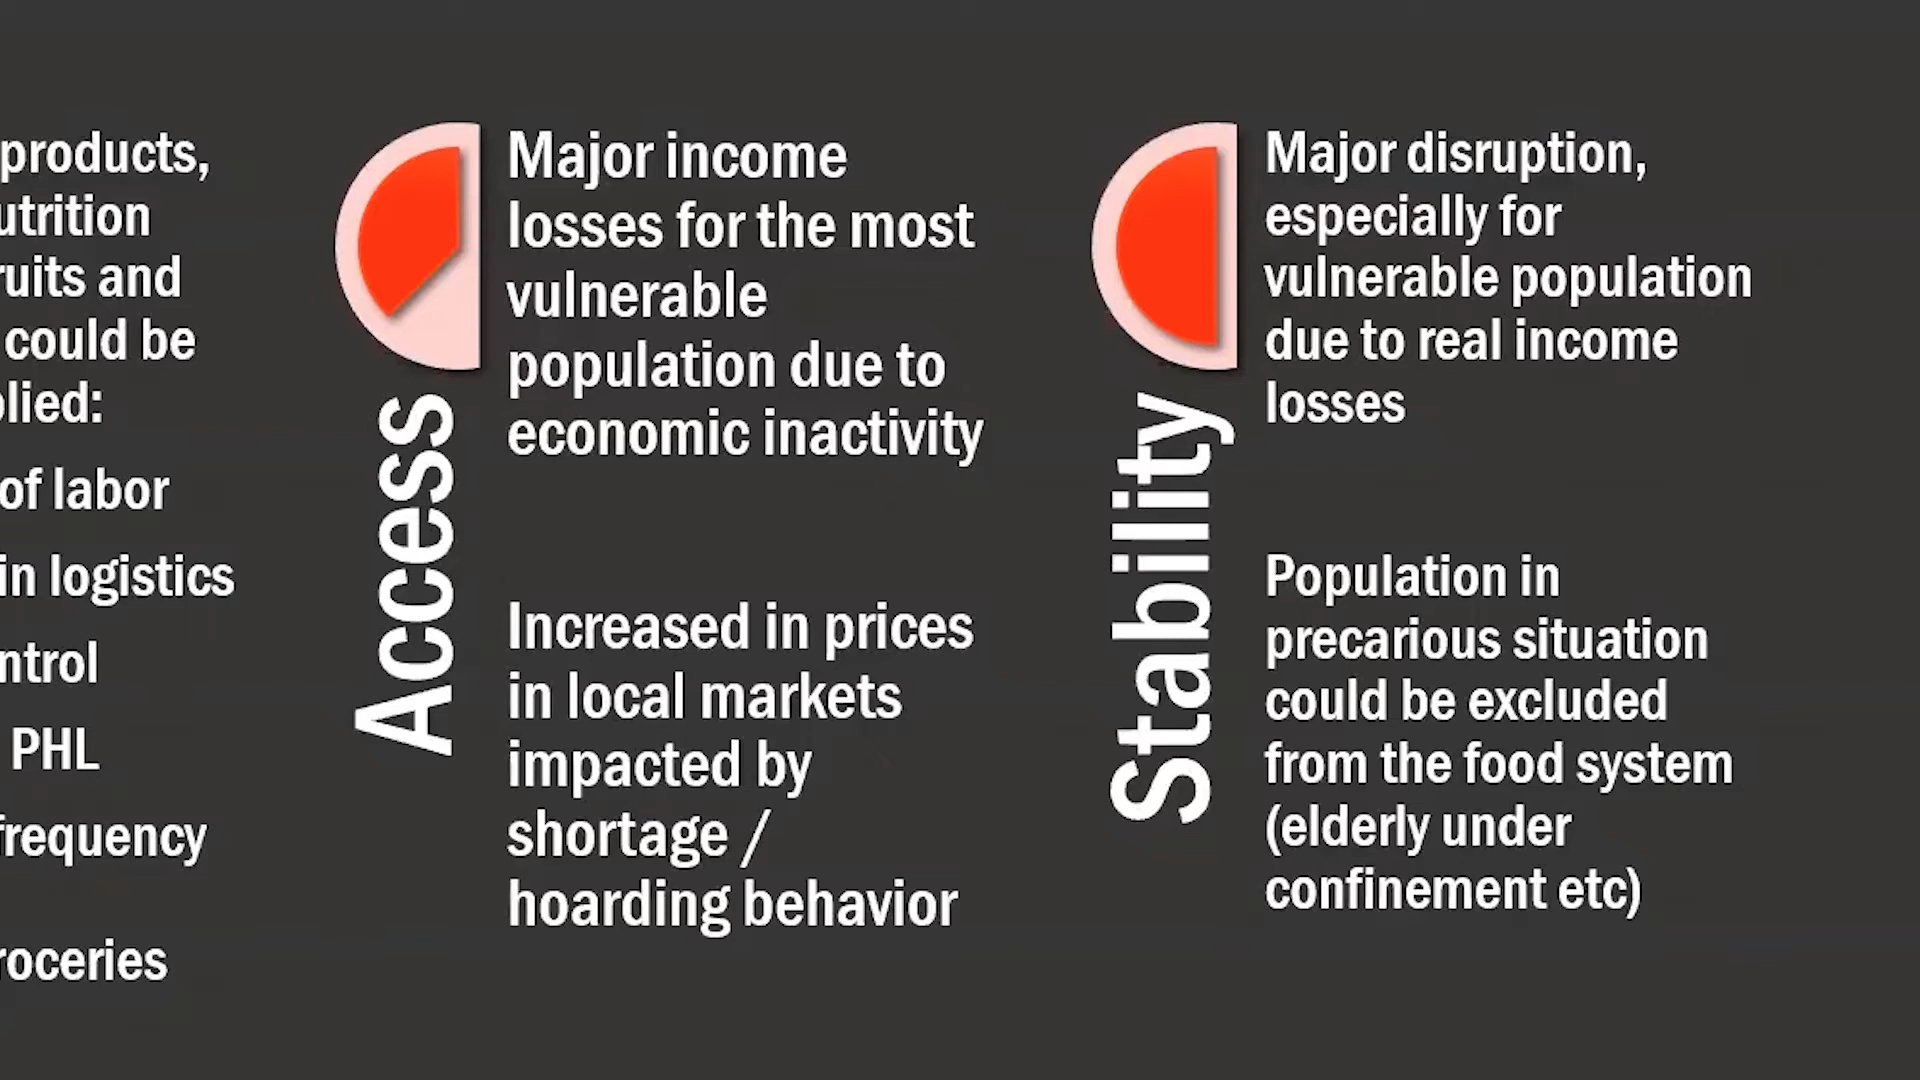 products,
utrition
ruits and
could be
plied:
of labor
in logistics
ntrol
PHL
frequency
roceries
Access
Major income
losses for the most
vulnerable
population due to
economic inactivity
Increased in prices
in local markets
impacted by
shortage /
hoarding behavior
Stability
Major disruption,
especially for
vulnerable population
due to real income
losses
Population in
precarious situation
could be excluded
from the food system
(elderly under
confinement etc)